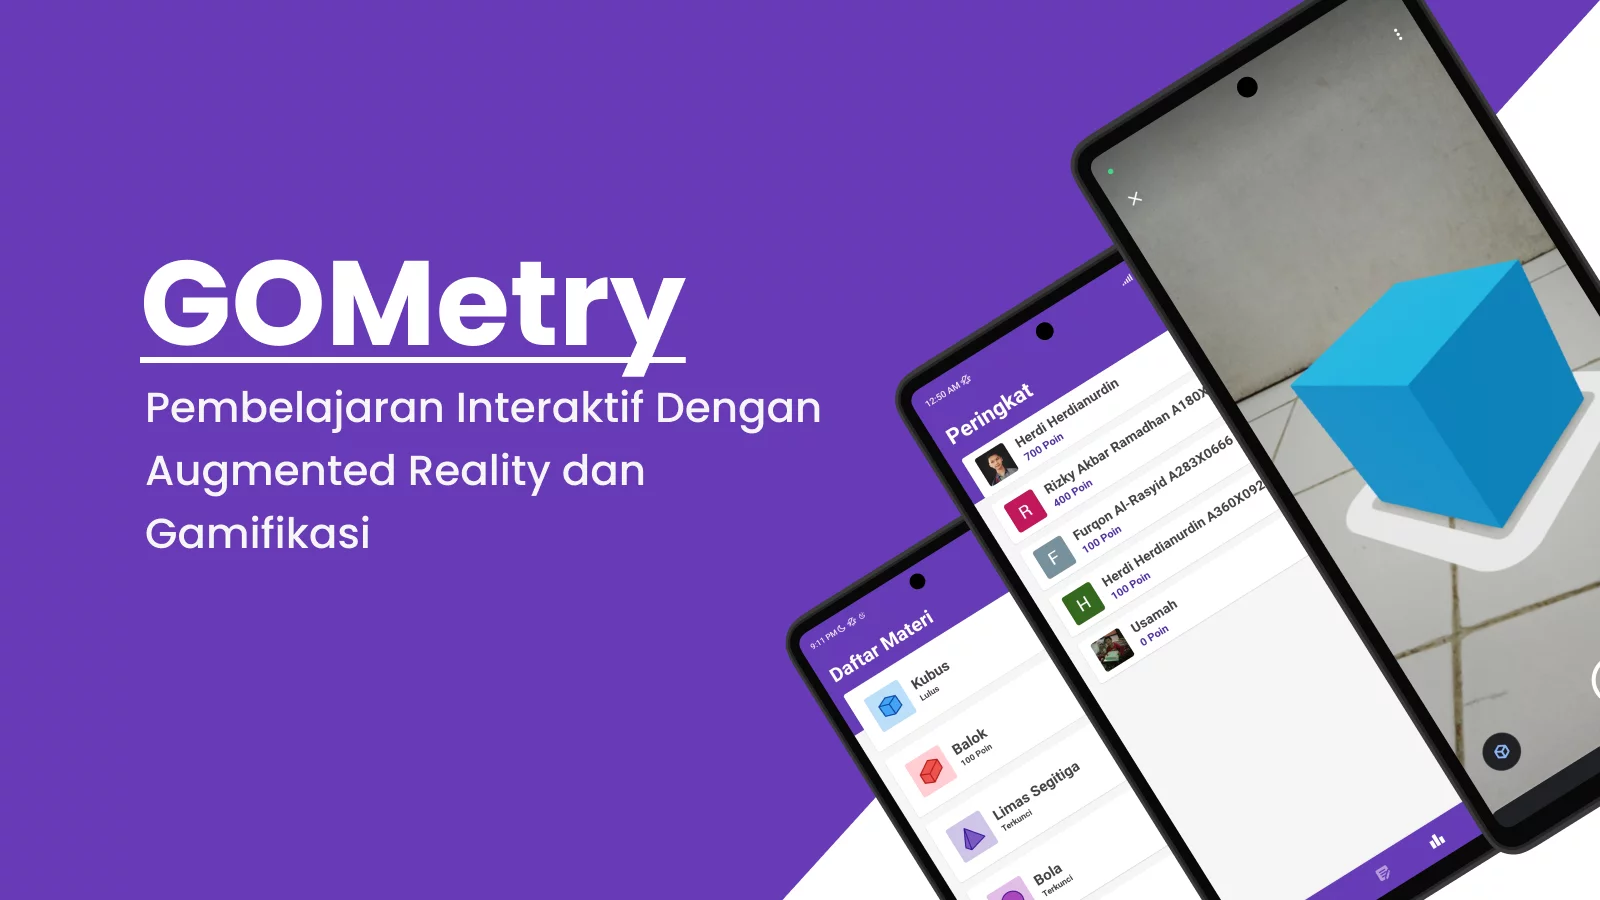 GOMetry
Pembelajaran Interaktif Dengan
Augmented Reality dan
Gamifikasi
9:11 PM
Daftar Materi
Kubus
Lulus
Balok
100 Poin
Limas Segitiga
Terkunci
Bola
Terkunci
12:50 AM
Peringkat
Herdi Herdianurdin
700 Poin
R
Rizky Akbar Ramadhan A180X
400 Poin
F
Furqon Al-Rasyid A283X0666
100 Poin
H
Herdi Herdianurdin A360X092
100 Poin
Usamah
0 Poin